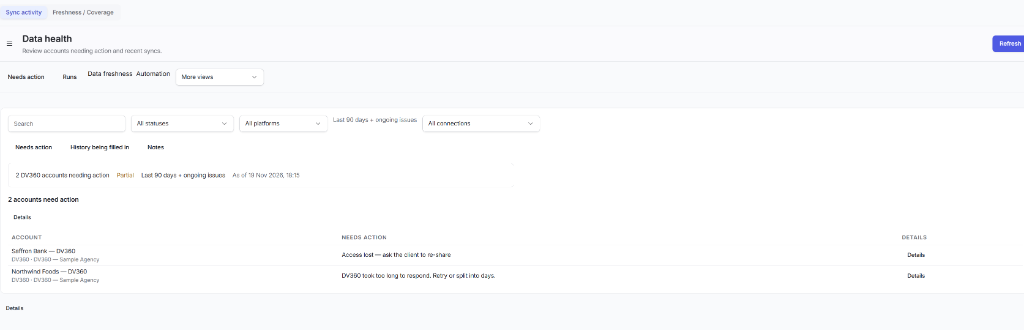 Sync activity Freshness / Coverage
☰ Data health Refresh
Review accounts needing action and recent syncs.
Needs action Runs Data freshness Automation More views
Search All statuses All platforms Last 90 days + ongoing issues All connections
Needs action History being filled in Notes
2 DV360 accounts needing action Partial Last 90 days + ongoing issues As of 19 Nov 2026, 18:15
2 accounts need action
Details
ACCOUNT NEEDS ACTION DETAILS
Saffron Bank — DV360 Access lost — ask the client to re-share Details
DV360 · DV360 — Sample Agency
Northwind Foods — DV360 DV360 took too long to respond. Retry or split into days. Details
DV360 · DV360 — Sample Agency
Details